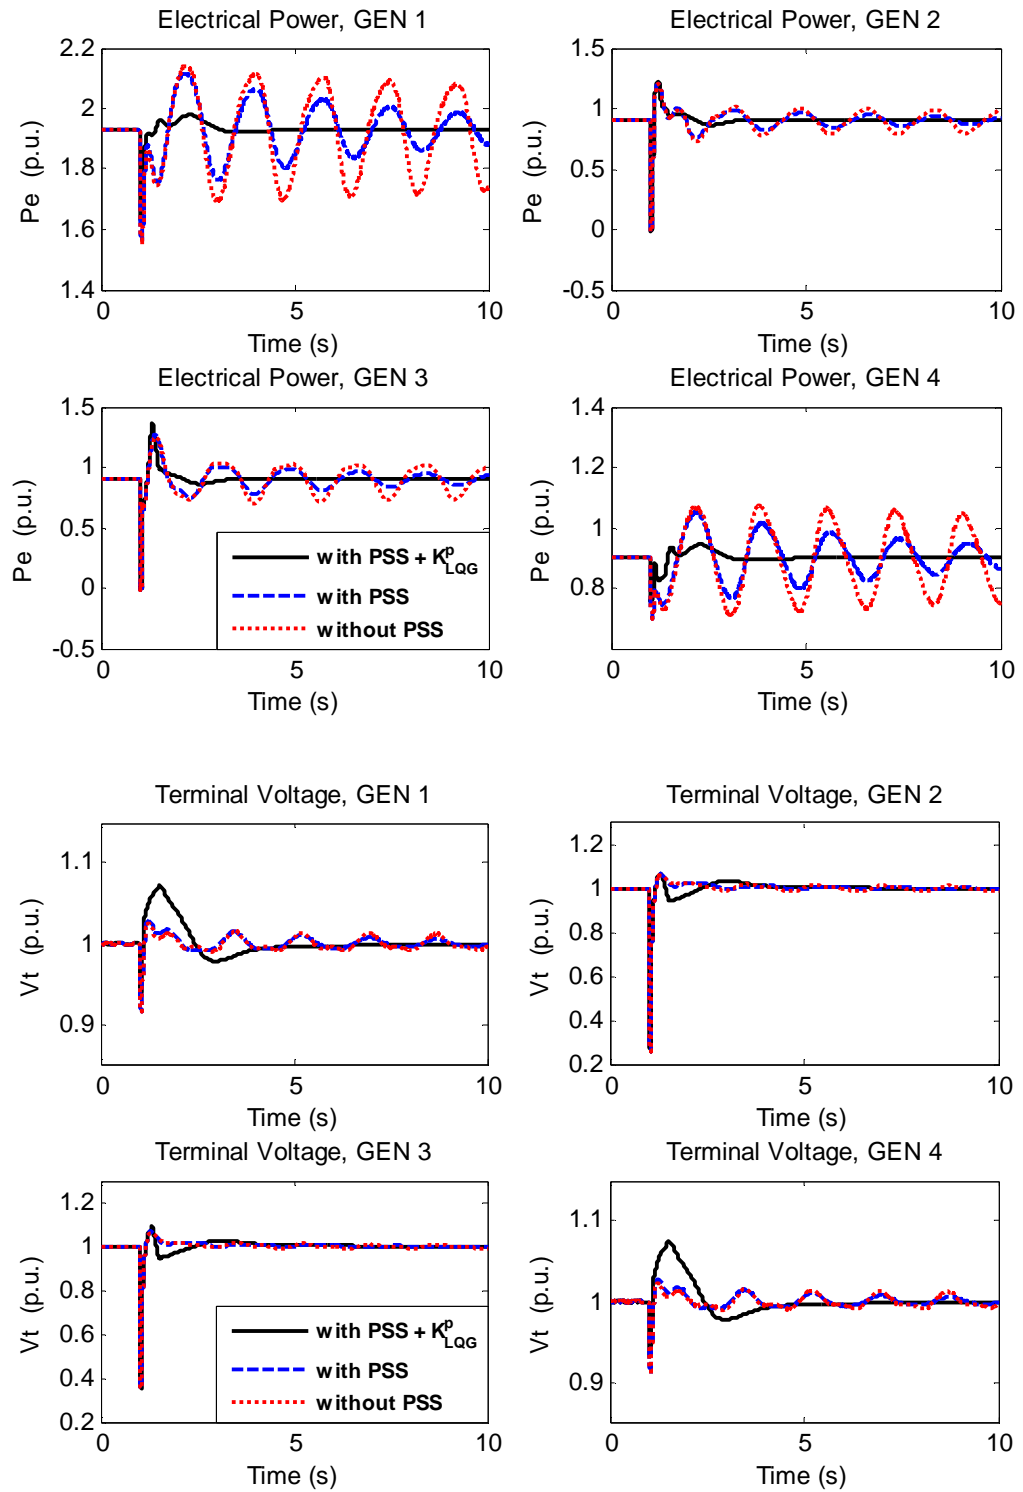 Electrical Power, GEN 1
2.2
2
1.8
1.6
1.4
Pe (p.u.)
0 5 10
Time (s)
Electrical Power, GEN 2
1.5
1
0.5
0
-0.5
Pe (p.u.)
0 5 10
Time (s)
Electrical Power, GEN 3
1.5
1
0.5
0
-0.5
Pe (p.u.)
with PSS + K^p_LQG
with PSS
without PSS
0 5 10
Time (s)
Electrical Power, GEN 4
1.4
1.2
1
0.8
Pe (p.u.)
0 5 10
Time (s)
Terminal Voltage, GEN 1
1.1
1
0.9
Vt (p.u.)
0 5 10
Time (s)
Terminal Voltage, GEN 2
1.2
1
0.8
0.6
0.4
0.2
Vt (p.u.)
0 5 10
Time (s)
Terminal Voltage, GEN 3
1.2
1
0.8
0.6
0.4
0.2
Vt (p.u.)
with PSS + K^p_LQG
with PSS
without PSS
0 5 10
Time (s)
Terminal Voltage, GEN 4
1.1
1
0.9
Vt (p.u.)
0 5 10
Time (s)